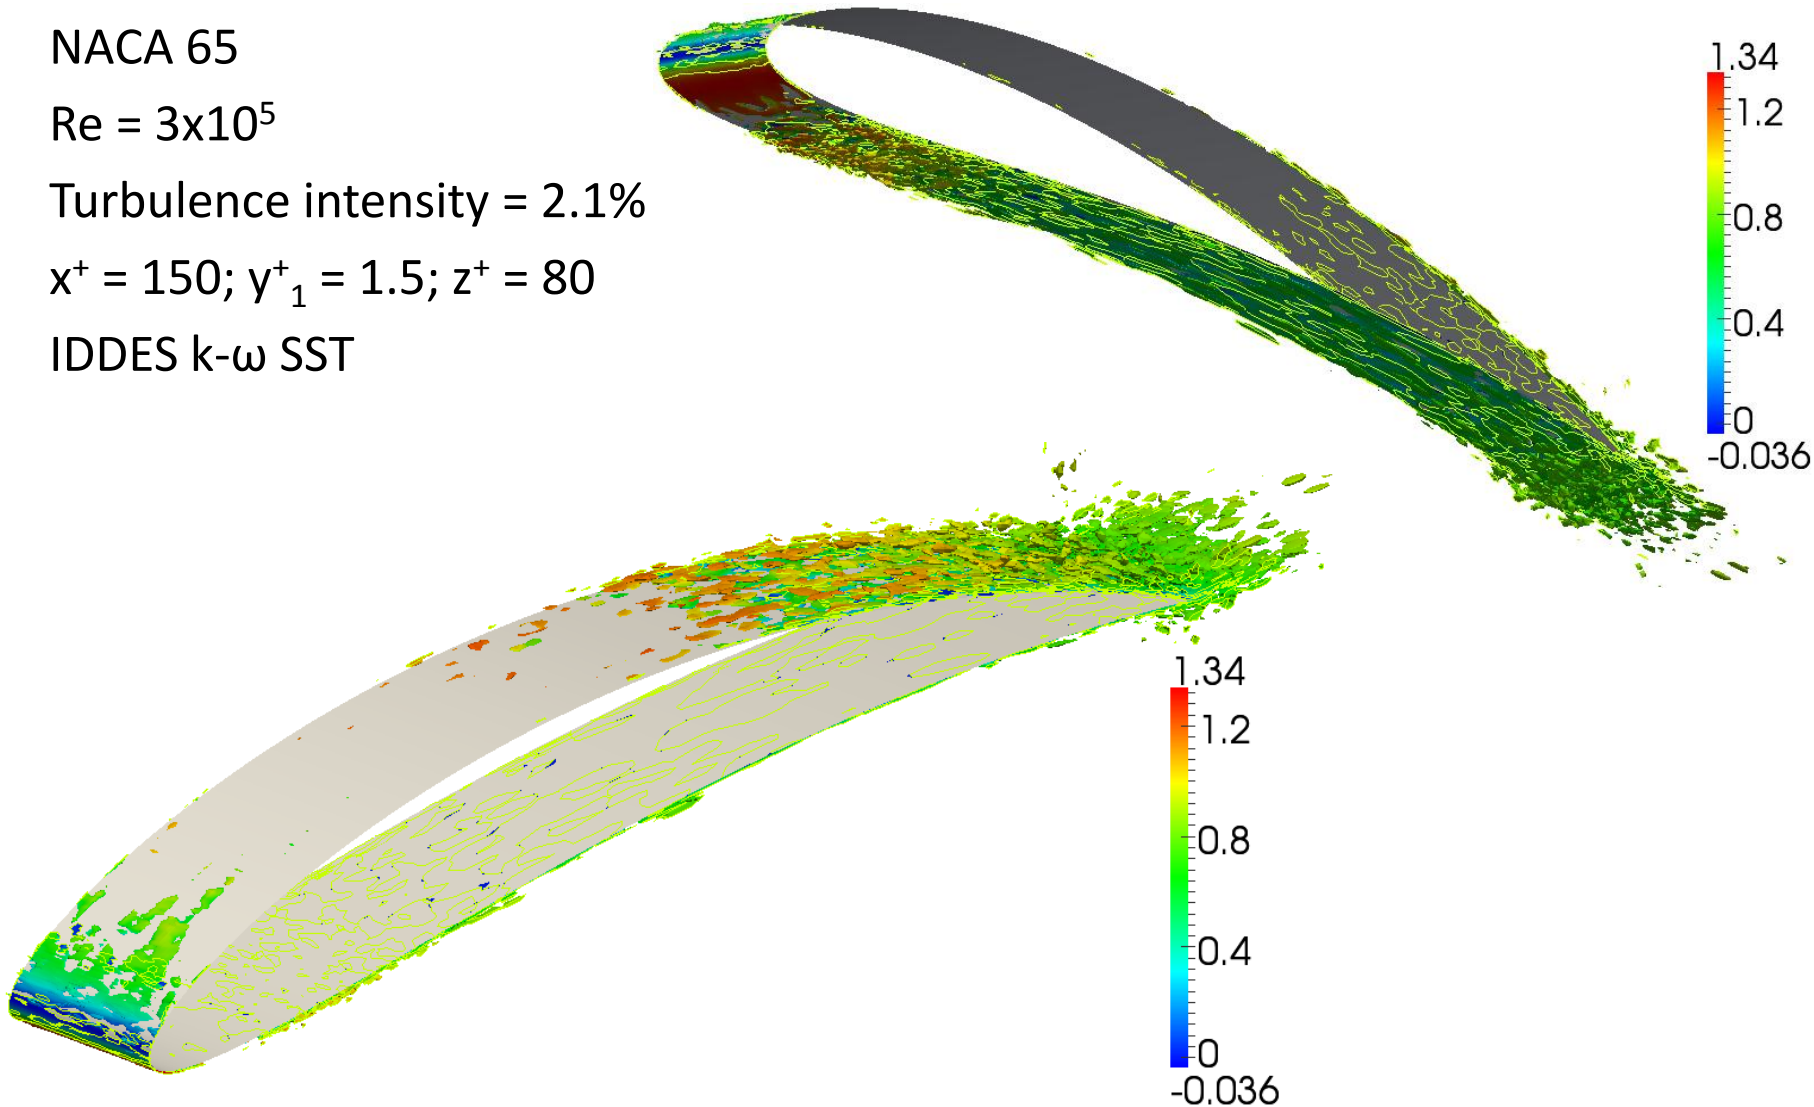 NACA 65
Re = 3x10⁵
Turbulence intensity = 2.1%
x⁺ = 150; y⁺₁ = 1.5; z⁺ = 80
IDDES k-ω SST
1.34
1.2
0.8
0.4
0
-0.036
1.34
1.2
0.8
0.4
0
-0.036